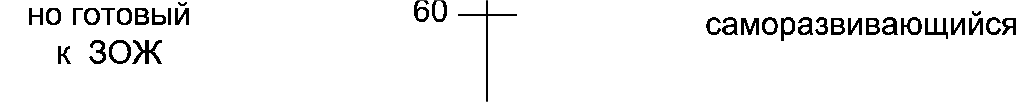 но готовый
к ЗОЖ
60
саморазвивающийся